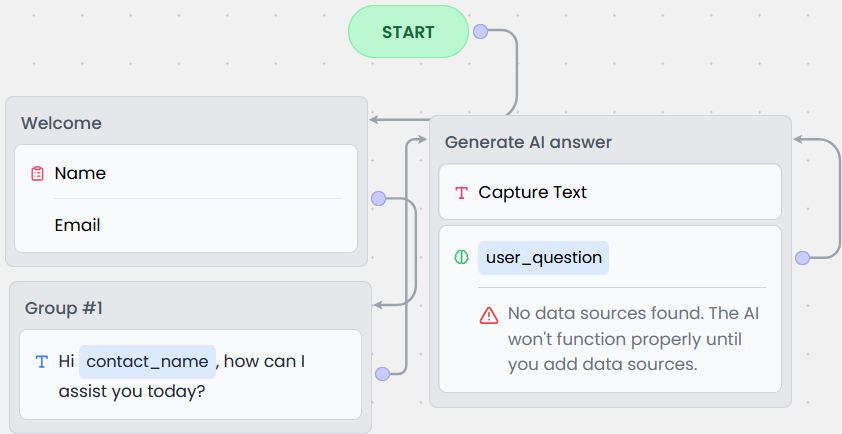 START
Welcome
Name
Email
Group #1
Hi contact_name, how can I
assist you today?
Generate AI answer
Capture Text
user_question
No data sources found. The AI
won't function properly until
you add data sources.